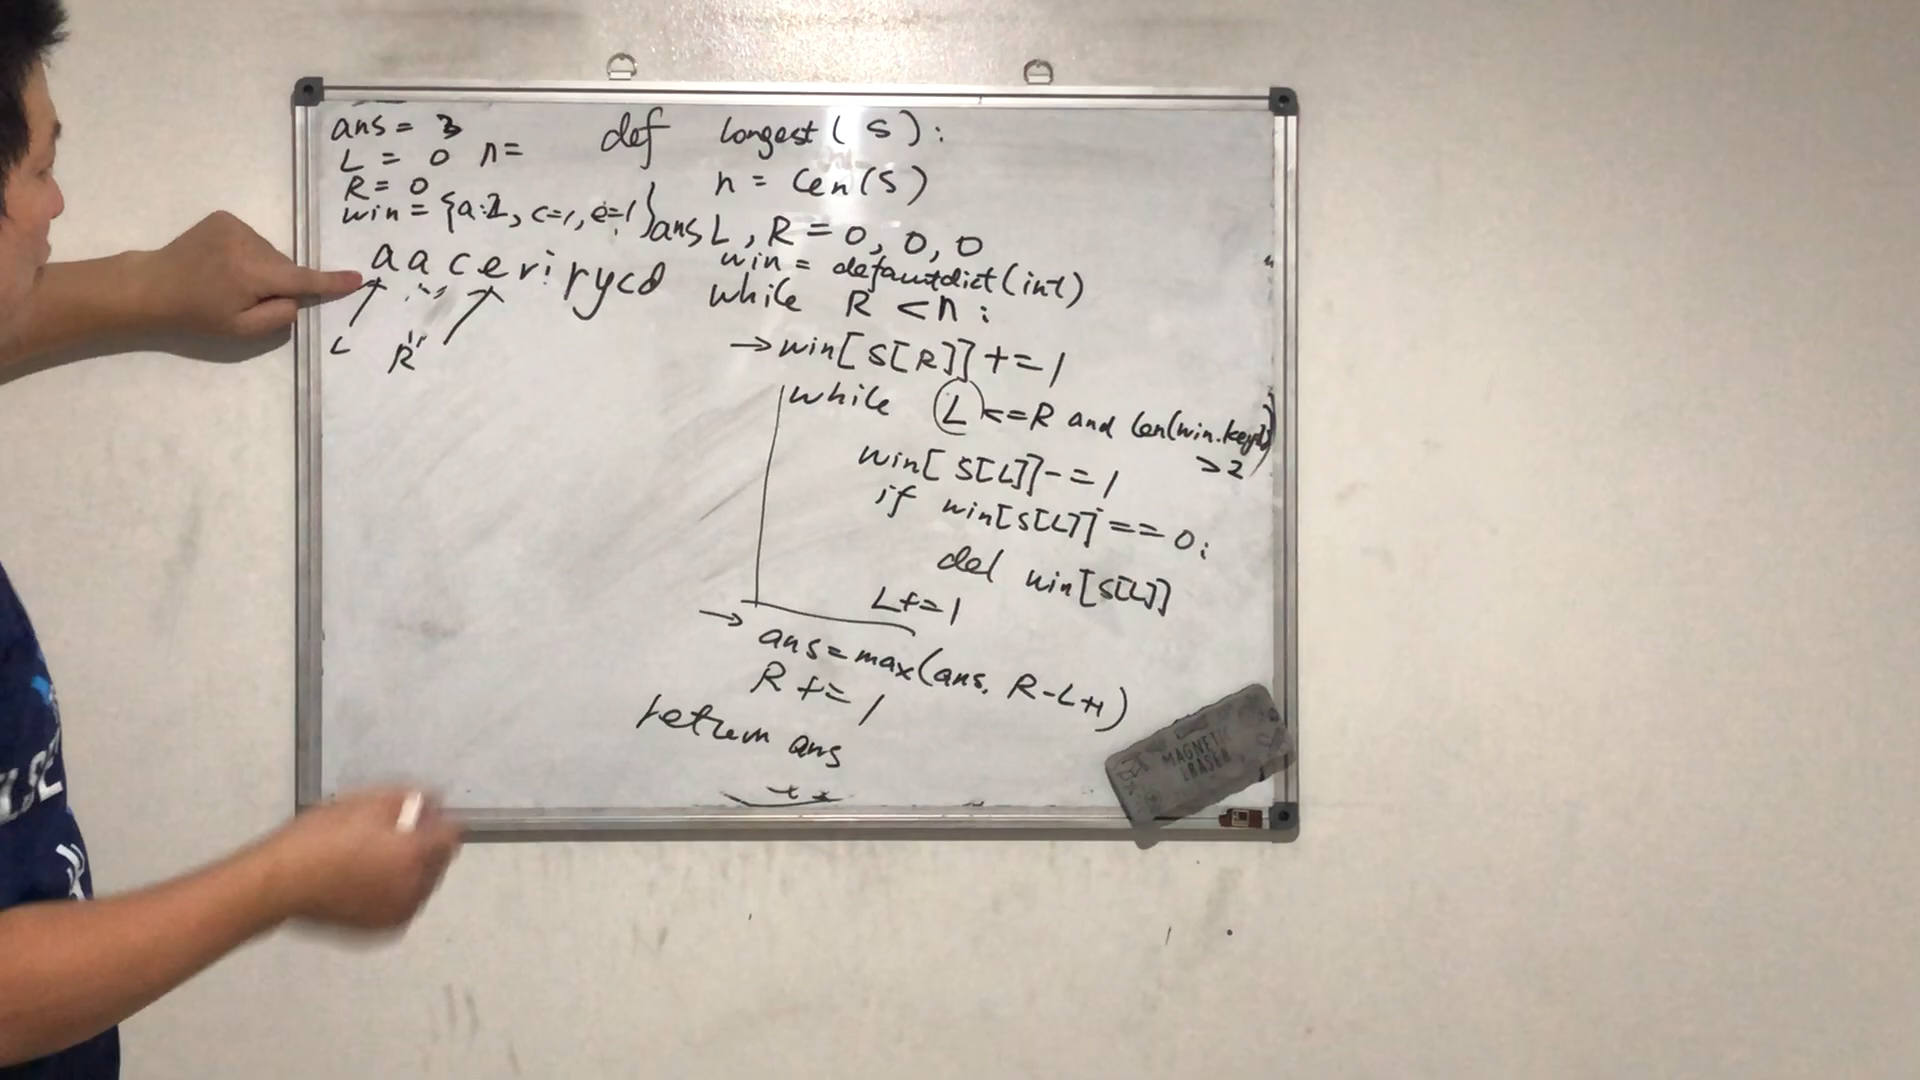 ans = 3
L = 0 n=
R = 0
win = {a:2, c=1, e=1}
a a c e r i r y c d
L R
def longest(s):
n = len(s)
ans L, R = 0, 0, 0
win = defaultdict(int)
while R < n:
→ win[s[R]] += 1
while L <= R and len(win.keys)
>2
win[s[L]] -= 1
if win[s[L]] == 0:
del win[s[L]]
L += 1
→ ans = max(ans, R-L+1)
R += 1
return ans
MAGNETIC
ERASER